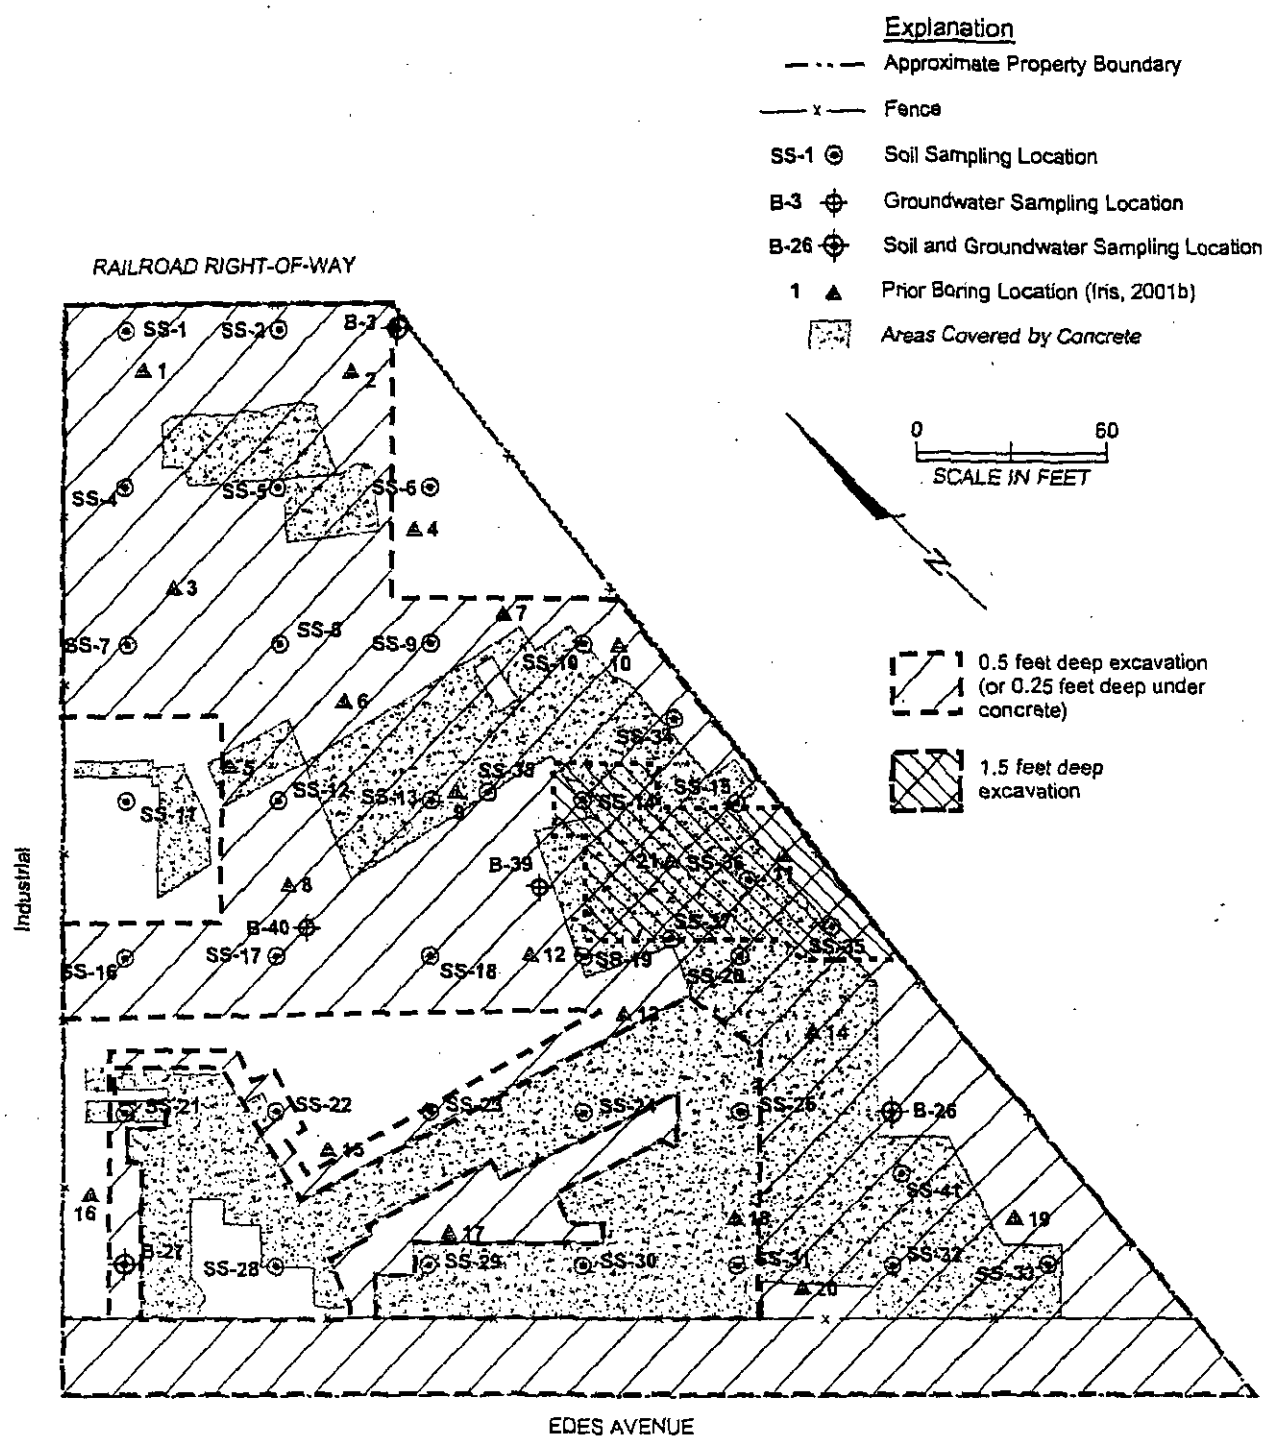 Explanation
Approximate Property Boundary
x Fence
SS-1 Soil Sampling Location
B-3 Groundwater Sampling Location
B-26 Soil and Groundwater Sampling Location
1 Prior Boring Location (Iris, 2001b)
Areas Covered by Concrete
0 60
SCALE IN FEET
N
0.5 feet deep excavation
(or 0.25 feet deep under
concrete)
1.5 feet deep
excavation
RAILROAD RIGHT-OF-WAY
SS-1 SS-2 B-3
1 2
SS-4 SS-5 SS-6
4
3
SS-7 SS-8 SS-9 7 SS-10 10
6
SS-34
5
SS-11 SS-12 SS-13 9 SS-38 SS-14 SS-15
B-39 21 SS-36 11
8
B-40 SS-37 SS-35
SS-16 SS-17 SS-18 12 SS-19 SS-20
13 14
SS-21 SS-22 SS-23 SS-24 SS-25 B-26
15
SS-41
16 17 18 19
B-27 SS-28 SS-29 SS-30 SS-31 SS-32 SS-33
20
Industrial
EDES AVENUE